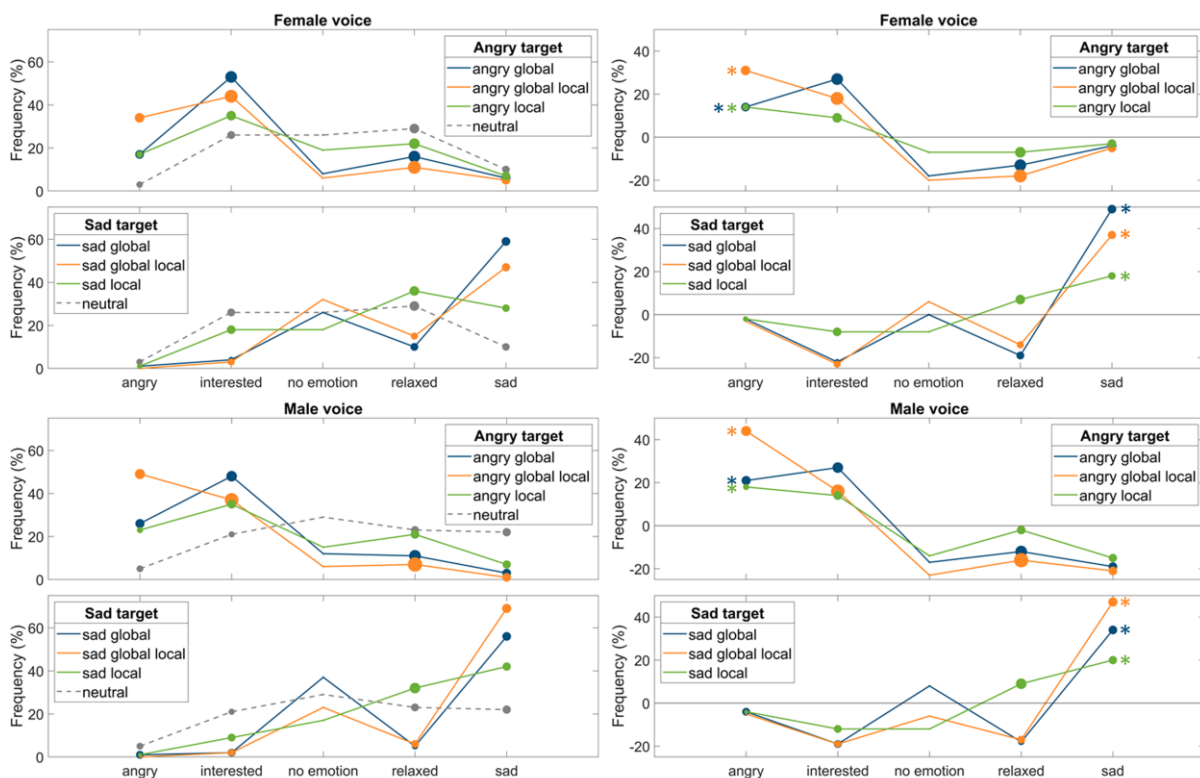 Female voice
Frequency (%)
60
40
20
0
Angry target
angry global
angry global local
angry local
neutral
Female voice
Frequency (%)
40
20
0
-20
* * *
Angry target
angry global
angry global local
angry local
Frequency (%)
60
40
20
0
Sad target
sad global
sad global local
sad local
neutral
angry interested no emotion relaxed sad
Frequency (%)
40
20
0
-20
Sad target
sad global
sad global local
sad local
*
*
*
angry interested no emotion relaxed sad
Male voice
Frequency (%)
60
40
20
0
Angry target
angry global
angry global local
angry local
neutral
Male voice
Frequency (%)
40
20
0
-20
*
*
*
Angry target
angry global
angry global local
angry local
Frequency (%)
60
40
20
0
Sad target
sad global
sad global local
sad local
neutral
angry interested no emotion relaxed sad
Frequency (%)
40
20
0
-20
Sad target
sad global
sad global local
sad local
*
*
*
angry interested no emotion relaxed sad